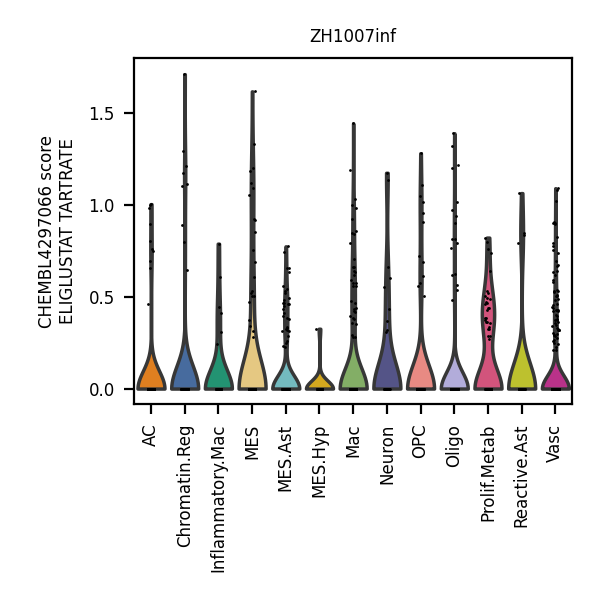 ZH1007inf
CHEMBL4297066 score
ELIGLUSTAT TARTRATE
1.5
1.0
0.5
0.0
AC
Chromatin.Reg
Inflammatory.Mac
MES
MES.Ast
MES.Hyp
Mac
Neuron
OPC
Oligo
Prolif.Metab
Reactive.Ast
Vasc